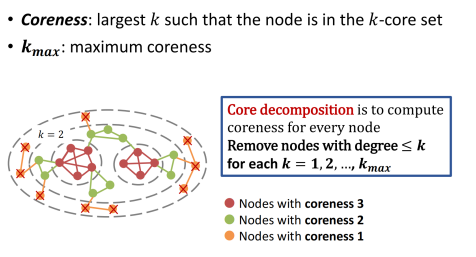 • Coreness: largest k such that the node is in the k-core set
• k_max: maximum coreness
k = 2
Core decomposition is to compute
coreness for every node
Remove nodes with degree ≤ k
for each k = 1, 2, ..., k_max
Nodes with coreness 3
Nodes with coreness 2
Nodes with coreness 1